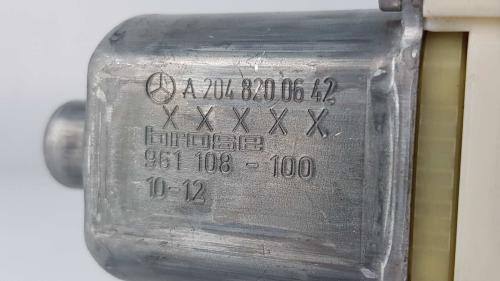 A 204 820 06 42
X X X X X
brose
961 108 - 100
10-12